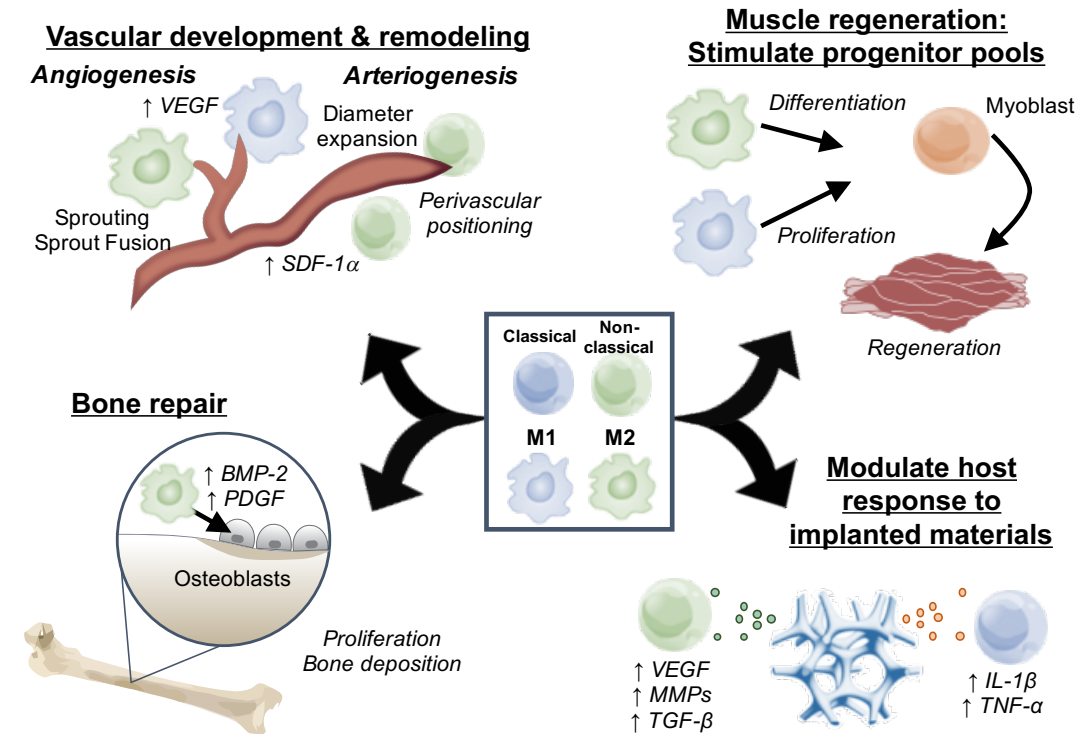 Vascular development & remodeling
Angiogenesis
↑ VEGF
Arteriogenesis
Diameter
expansion
Sprouting
Sprout Fusion
Perivascular
positioning
↑ SDF-1α
Muscle regeneration:
Stimulate progenitor pools
Differentiation
Myoblast
Proliferation
Regeneration
Classical
Non-
classical
M1
M2
Bone repair
↑ BMP-2
↑ PDGF
Osteoblasts
Proliferation
Bone deposition
Modulate host
response to
implanted materials
↑ VEGF
↑ MMPs
↑ TGF-β
↑ IL-1β
↑ TNF-α